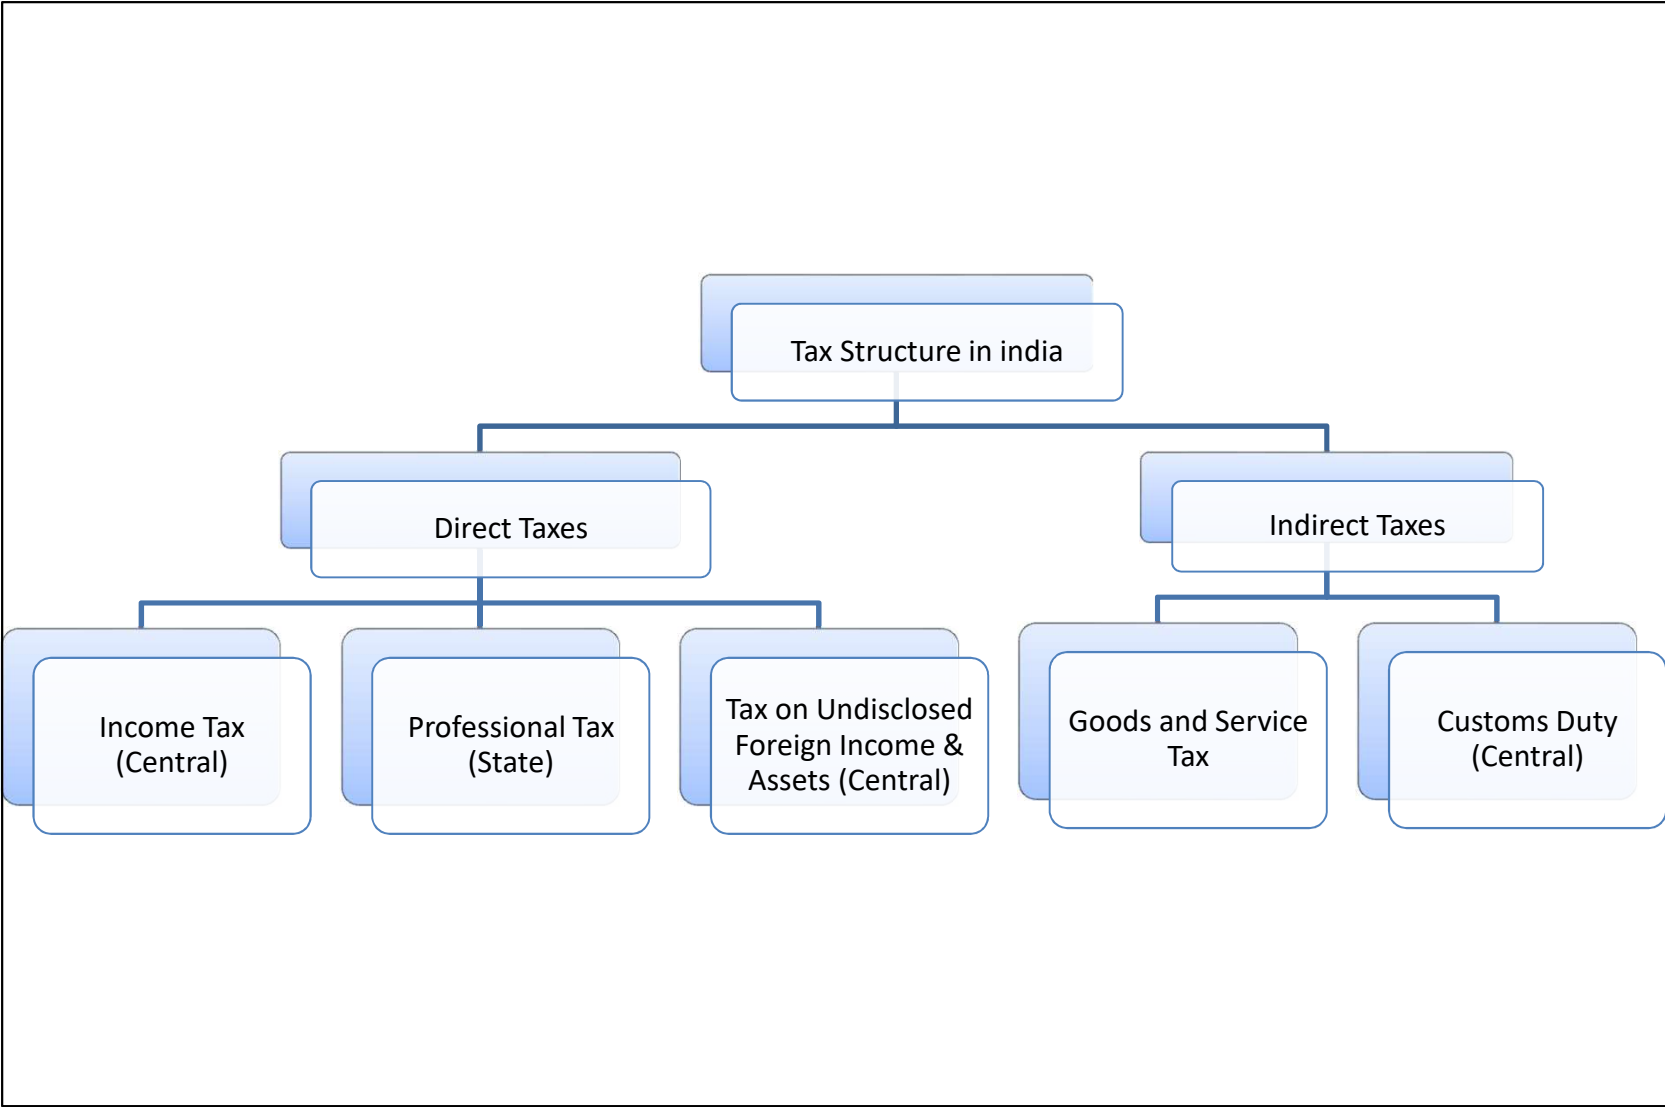 Tax Structure in india
Direct Taxes
Indirect Taxes
Income Tax
(Central)
Professional Tax
(State)
Tax on Undisclosed
Foreign Income &
Assets (Central)
Goods and Service
Tax
Customs Duty
(Central)